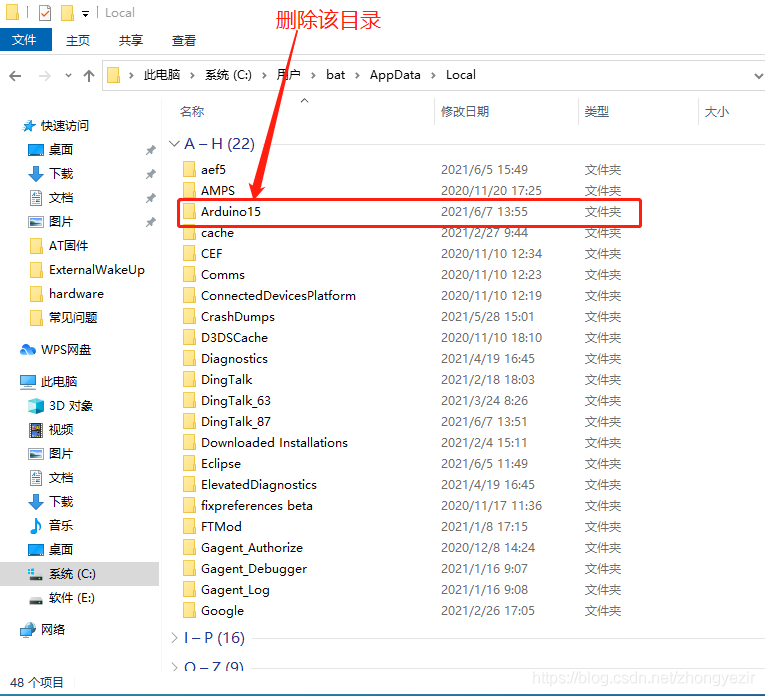 Local
删除该目录
文件 主页 共享 查看
此电脑 系统 (C:) 用户 bat AppData Local
名称 修改日期 类型 大小
快速访问
桌面
下载
文档
图片
AT固件
ExternalWakeUp
hardware
常见问题
WPS网盘
此电脑
3D 对象
视频
图片
文档
下载
音乐
桌面
系统 (C:)
软件 (E:)
网络
A – H (22)
aef5 2021/6/5 15:49 文件夹
AMPS 2020/11/20 17:25 文件夹
Arduino15 2021/6/7 13:55 文件夹
cache 2021/2/27 9:44 文件夹
CEF 2020/11/10 12:34 文件夹
Comms 2020/11/10 12:23 文件夹
ConnectedDevicesPlatform 2020/11/10 12:19 文件夹
CrashDumps 2021/5/28 15:01 文件夹
D3DSCache 2020/11/10 18:10 文件夹
Diagnostics 2021/4/19 16:45 文件夹
DingTalk 2021/2/18 18:03 文件夹
DingTalk_63 2021/3/24 8:26 文件夹
DingTalk_87 2021/6/7 13:51 文件夹
Downloaded Installations 2021/2/4 15:11 文件夹
Eclipse 2021/6/5 11:49 文件夹
ElevatedDiagnostics 2021/4/19 16:45 文件夹
fixpreferences beta 2020/11/17 11:36 文件夹
FTMod 2021/1/8 17:15 文件夹
Gagent_Authorize 2020/12/8 14:24 文件夹
Gagent_Debugger 2021/1/16 9:07 文件夹
Gagent_Log 2021/1/16 9:08 文件夹
Google 2021/2/26 17:05 文件夹
I – P (16)
Q – Z (9)
48 个项目
https://blog.csdn.net/zhongyezir